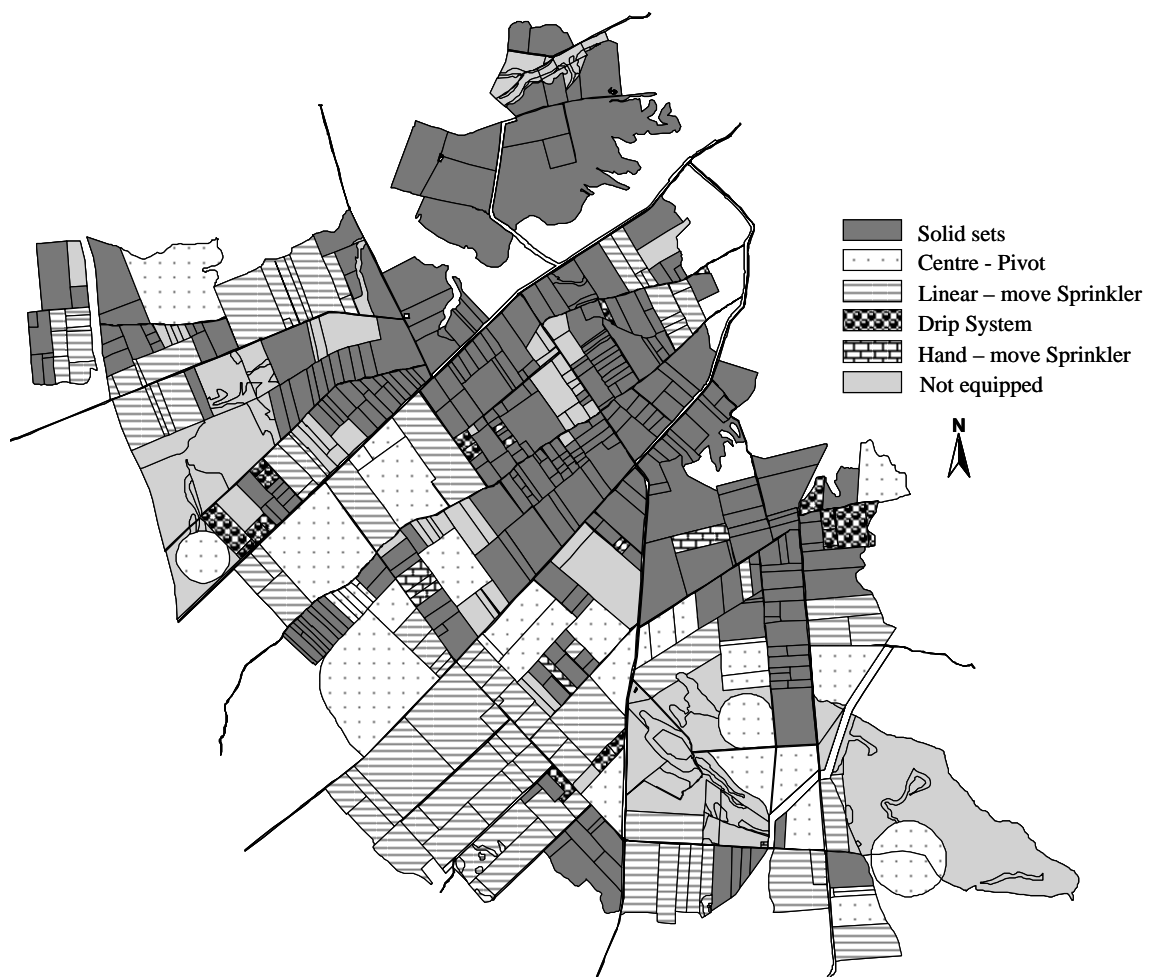 Solid sets
Centre - Pivot
Linear – move Sprinkler
Drip System
Hand – move Sprinkler
Not equipped
N